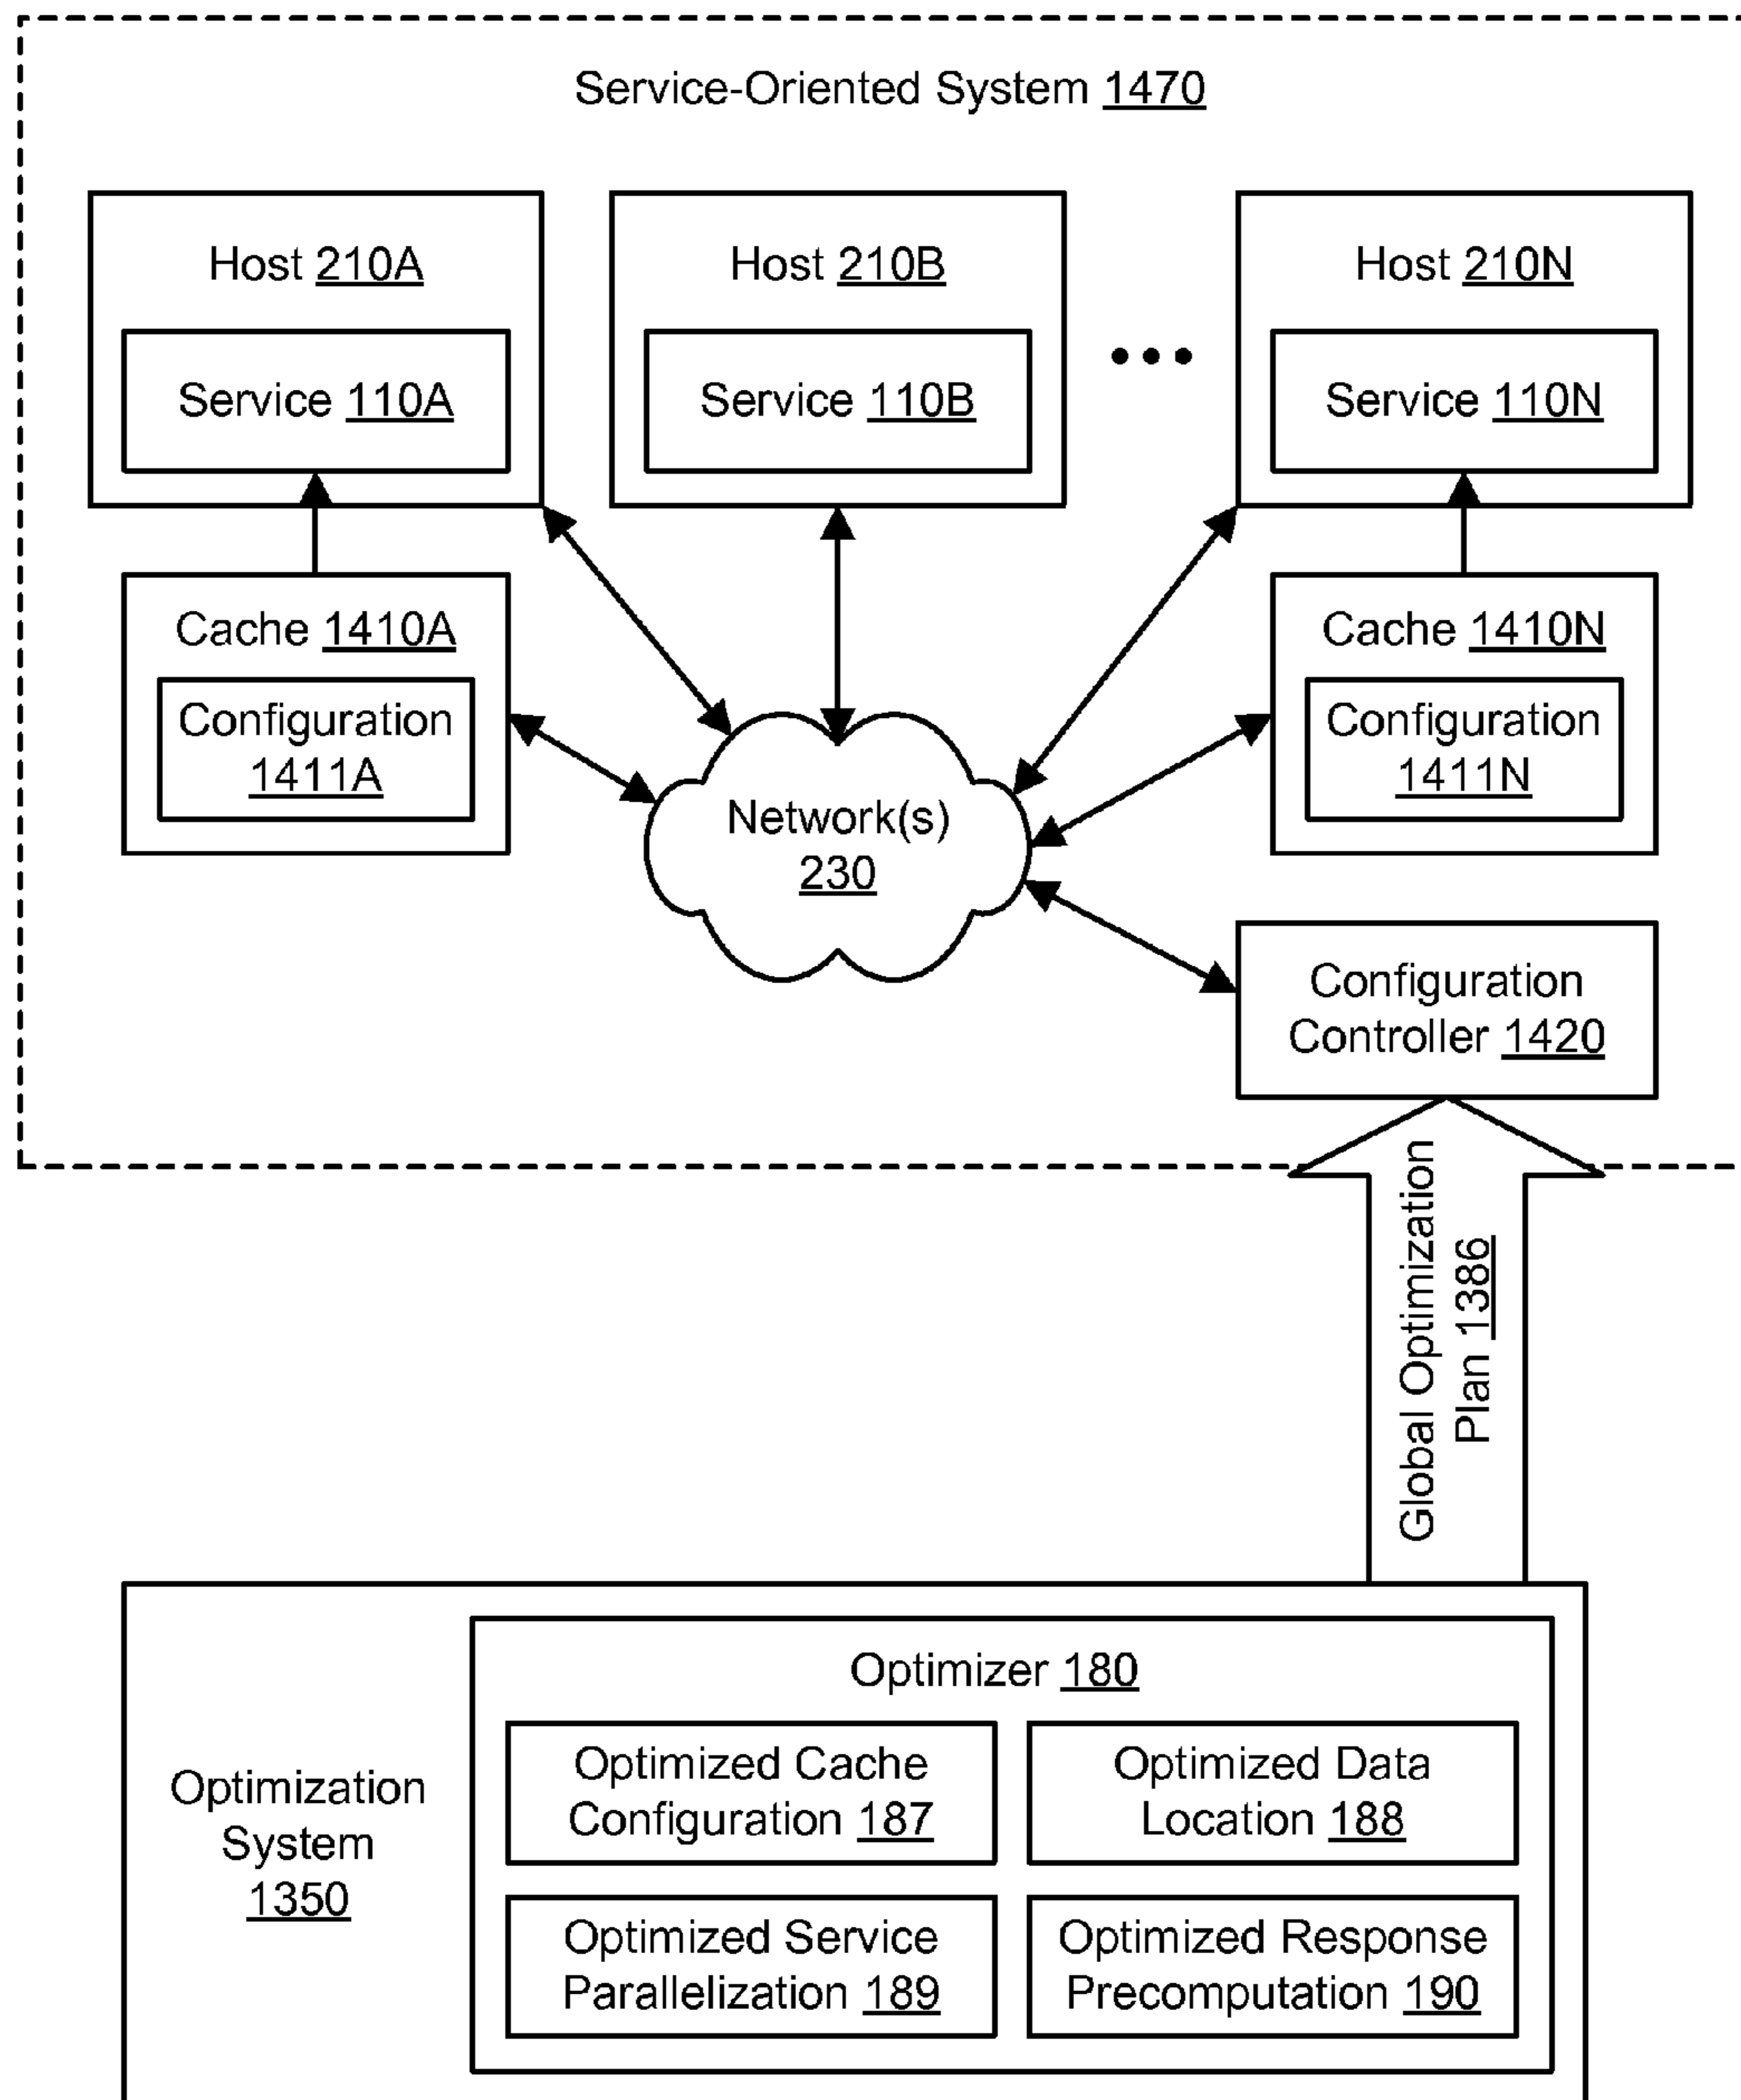 Service-Oriented System 1470
Host 210A
Service 110A
Host 210B
Service 110B
Host 210N
Service 110N
Cache 1410A
Configuration
1411A
Cache 1410N
Configuration
1411N
Network(s)
230
Configuration
Controller 1420
Global Optimization
Plan 1386
Optimization
System
1350
Optimizer 180
Optimized Cache
Configuration 187
Optimized Data
Location 188
Optimized Service
Parallelization 189
Optimized Response
Precomputation 190